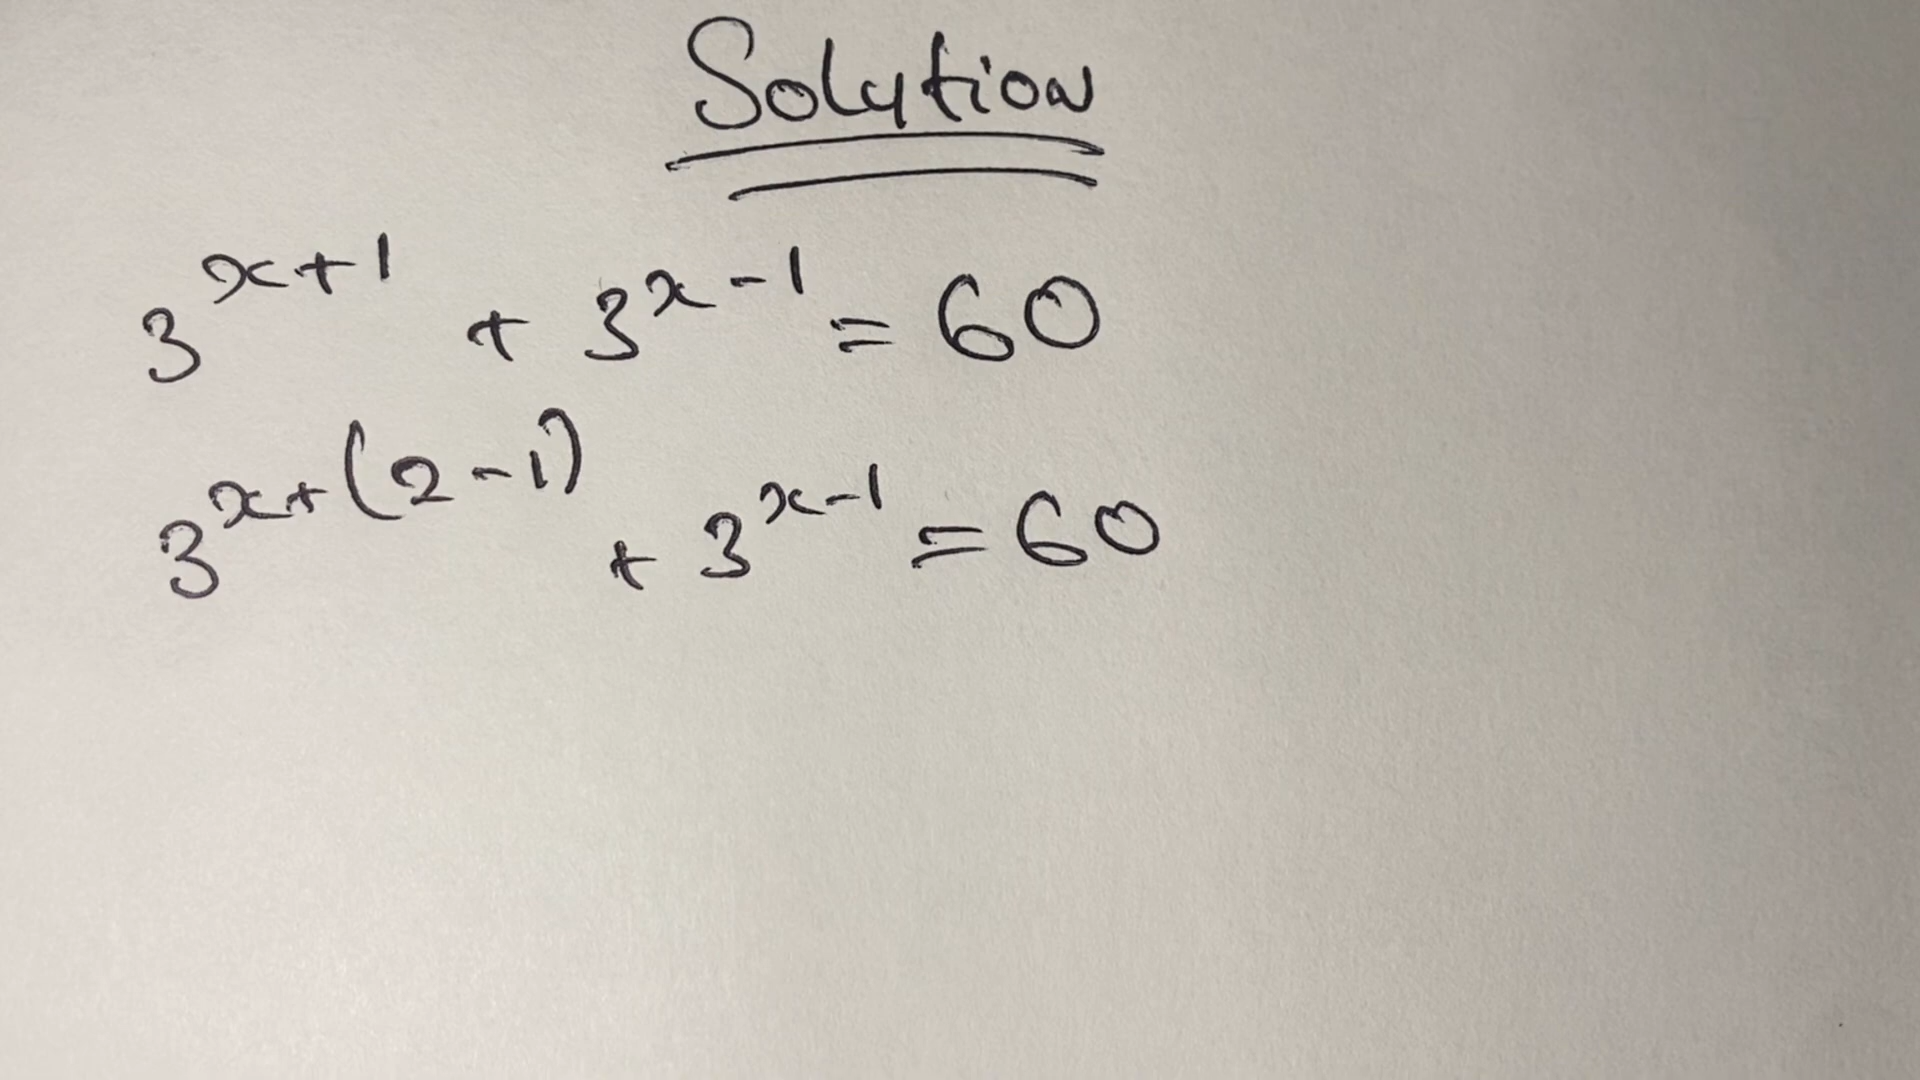 Solution
3^{x+1} + 3^{x-1} = 60
3^{x+(2-1)} + 3^{x-1} = 60